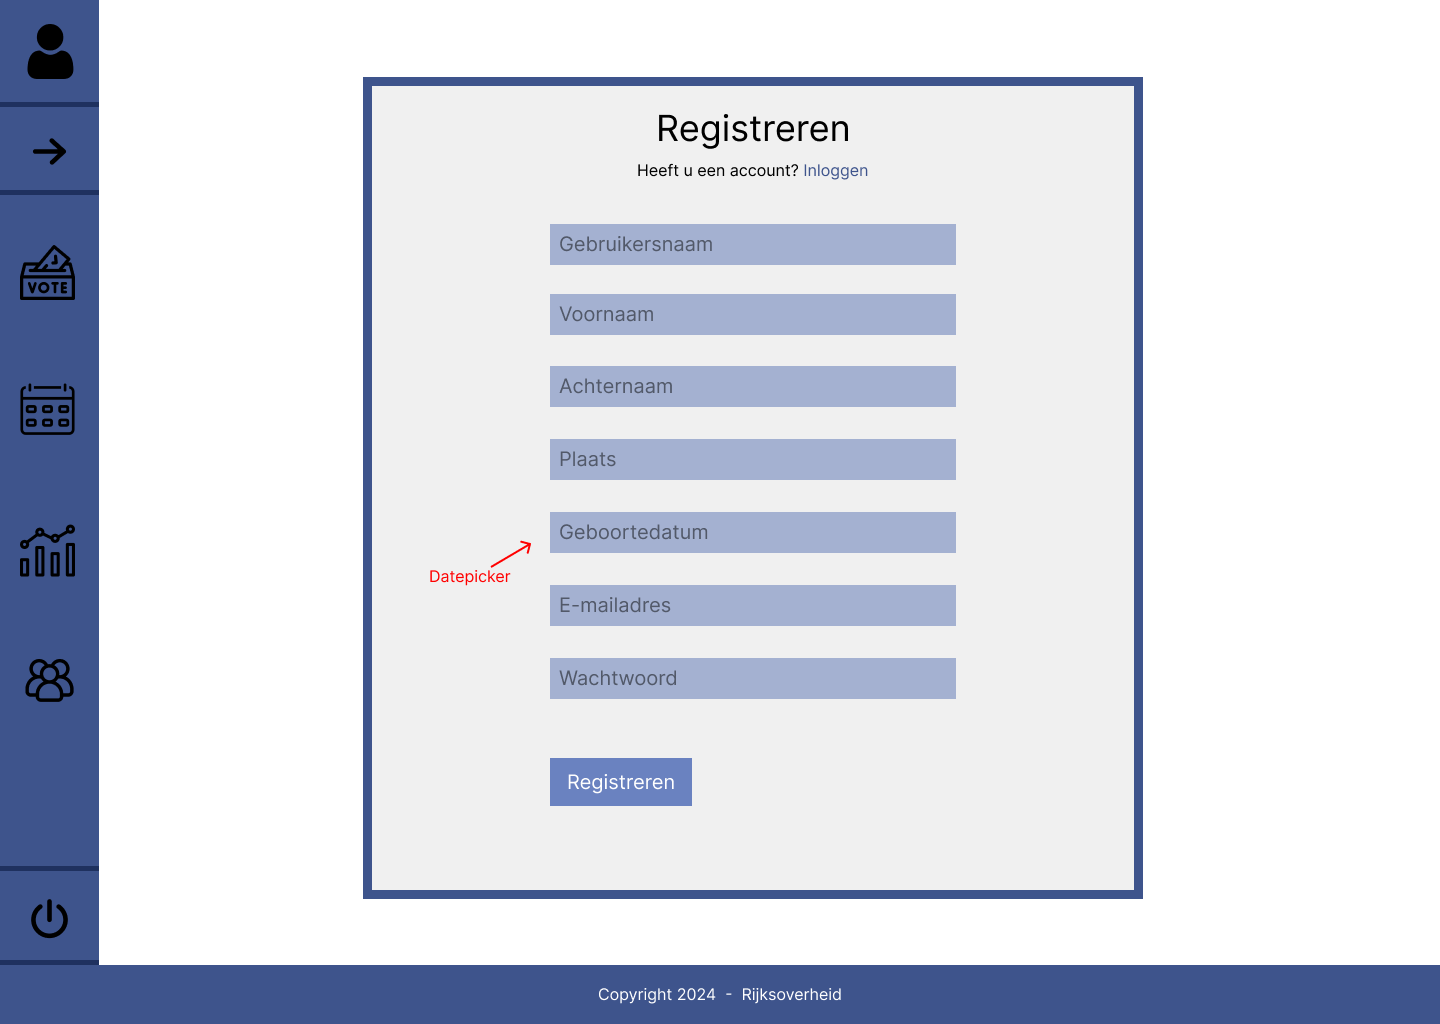 Registreren
Heeft u een account? Inloggen
VOTE
Gebruikersnaam
Voornaam
Achternaam
Plaats
Geboortedatum
Datepicker
E-mailadres
Wachtwoord
Registreren
Copyright 2024 - Rijksoverheid